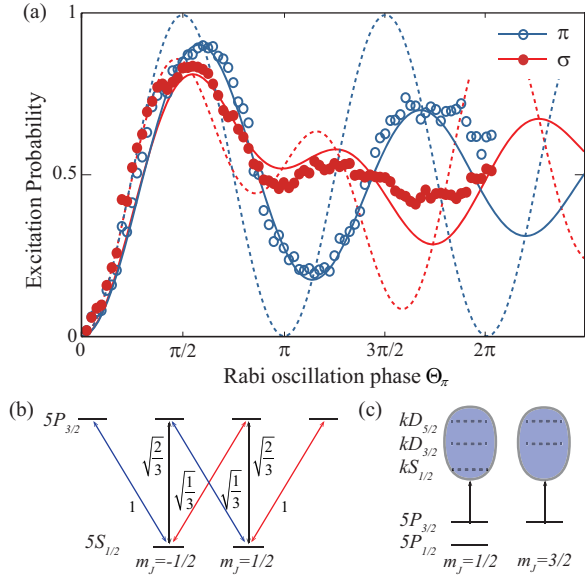 (a)
1
0.5
0
Excitation Probability
π
σ
0
π/2
π
3π/2
2π
Rabi oscillation phase Θπ
(b)
5P3/2
√2/3
√1/3
√1/3
√2/3
1
1
5S1/2
mJ=-1/2
mJ=1/2
(c)
kD5/2
kD3/2
kS1/2
5P3/2
5P1/2
mJ=1/2
mJ=3/2